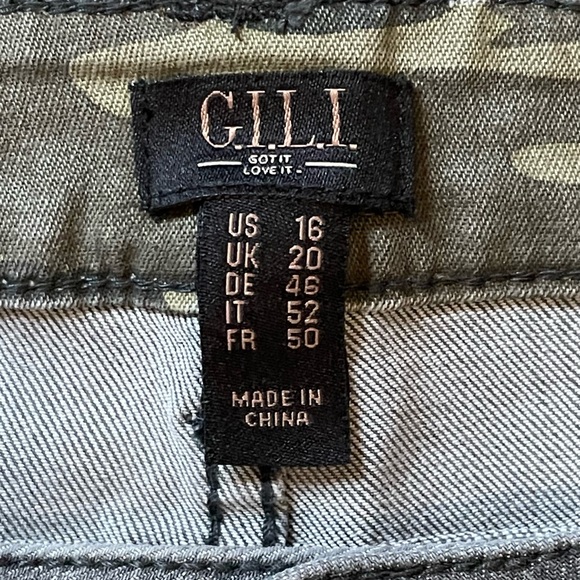 G.I.L.I.
GOT IT
LOVE IT
US 16
UK 20
DE 46
IT 52
FR 50
MADE IN
CHINA